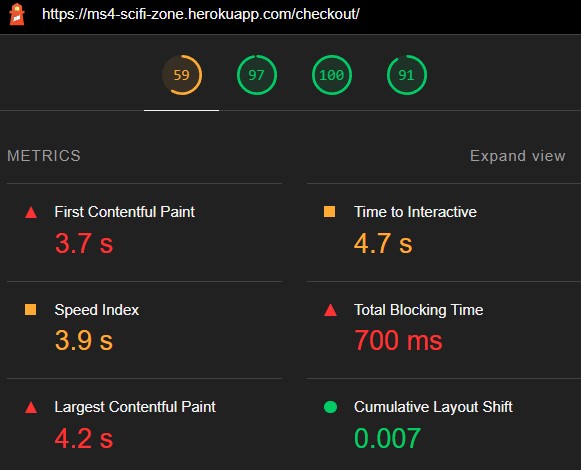 https://ms4-scifi-zone.herokuapp.com/checkout/
59 97 100 91
METRICS Expand view
First Contentful Paint Time to Interactive
3.7 s 4.7 s
Speed Index Total Blocking Time
3.9 s 700 ms
Largest Contentful Paint Cumulative Layout Shift
4.2 s 0.007